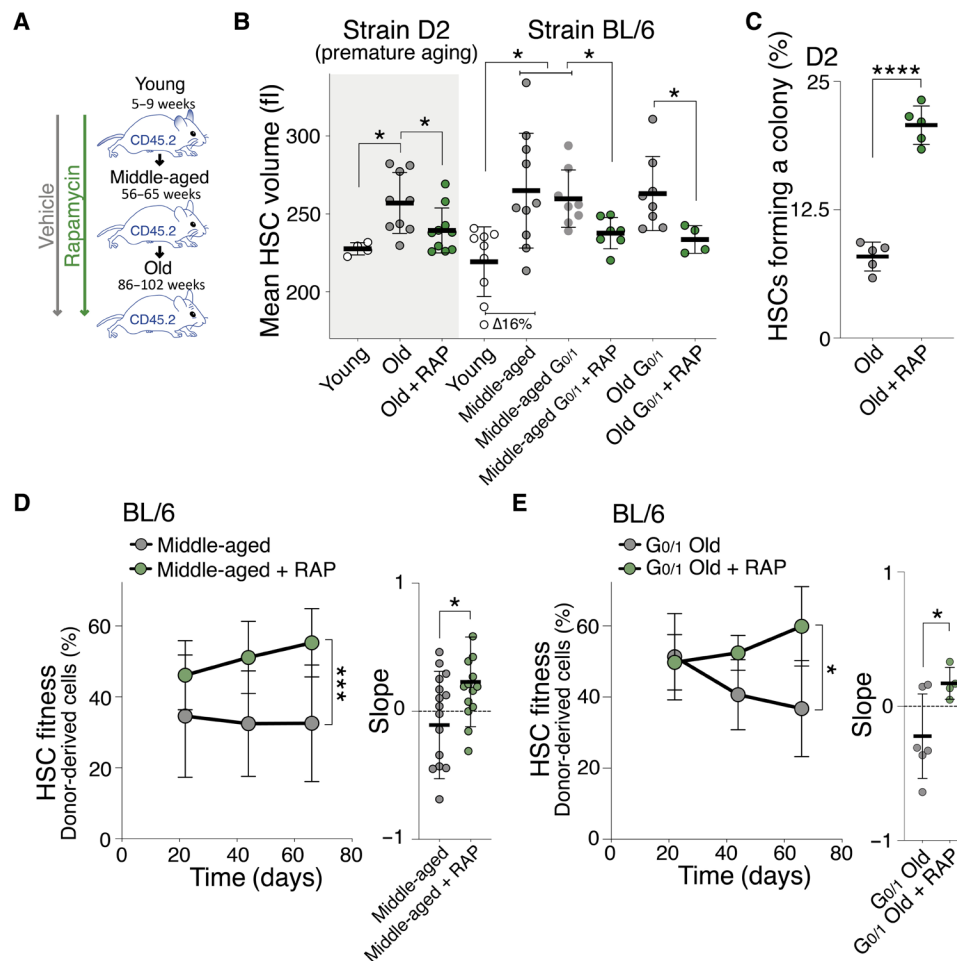 A
Vehicle
Rapamycin
Young
5–9 weeks
CD45.2
Middle-aged
56–65 weeks
CD45.2
Old
86–102 weeks
CD45.2
B
Strain D2
(premature aging)
Strain BL/6
Mean HSC volume (fl)
300
250
200
*
*
*
*
*
Δ16%
Young
Old
Old + RAP
Young
Middle-aged
Middle-aged G0/1
Middle-aged G0/1 + RAP
Old G0/1
Old G0/1 + RAP
C
D2
HSCs forming a colony (%)
25
12.5
0
****
Old
Old + RAP
D
BL/6
Middle-aged
Middle-aged + RAP
HSC fitness
Donor-derived cells (%)
60
40
20
0
0
20
40
60
80
Time (days)
***
Slope
1
0
−1
*
Middle-aged
Middle-aged + RAP
E
BL/6
G0/1 Old
G0/1 Old + RAP
HSC fitness
Donor-derived cells (%)
60
40
20
0
0
20
40
60
80
Time (days)
*
Slope
1
0
−1
*
G0/1 Old
G0/1 Old + RAP